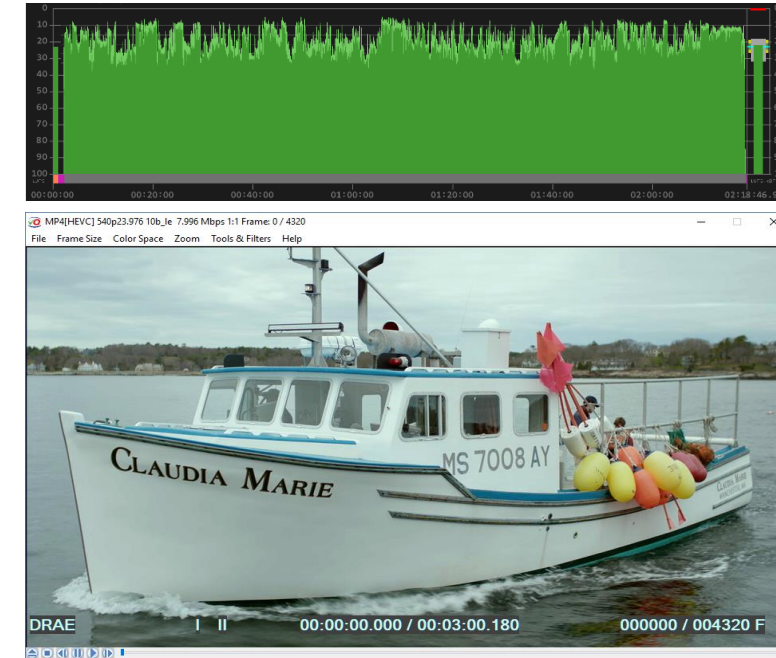 0
10
20
30
40
50
60
70
80
90
100
00:00:00 00:20:00 00:40:00 01:00:00 01:20:00 01:40:00 02:00:00 02:18:46.9
MP4[HEVC] 540p23.976 10b_le 7.996 Mbps 1:1 Frame: 0 / 4320
File Frame Size Color Space Zoom Tools & Filters Help
CLAUDIA MARIE
MS 7008 AY
CLAUDIA MARIE
DRAE I II 00:00:00.000 / 00:03:00.180 000000 / 004320 F